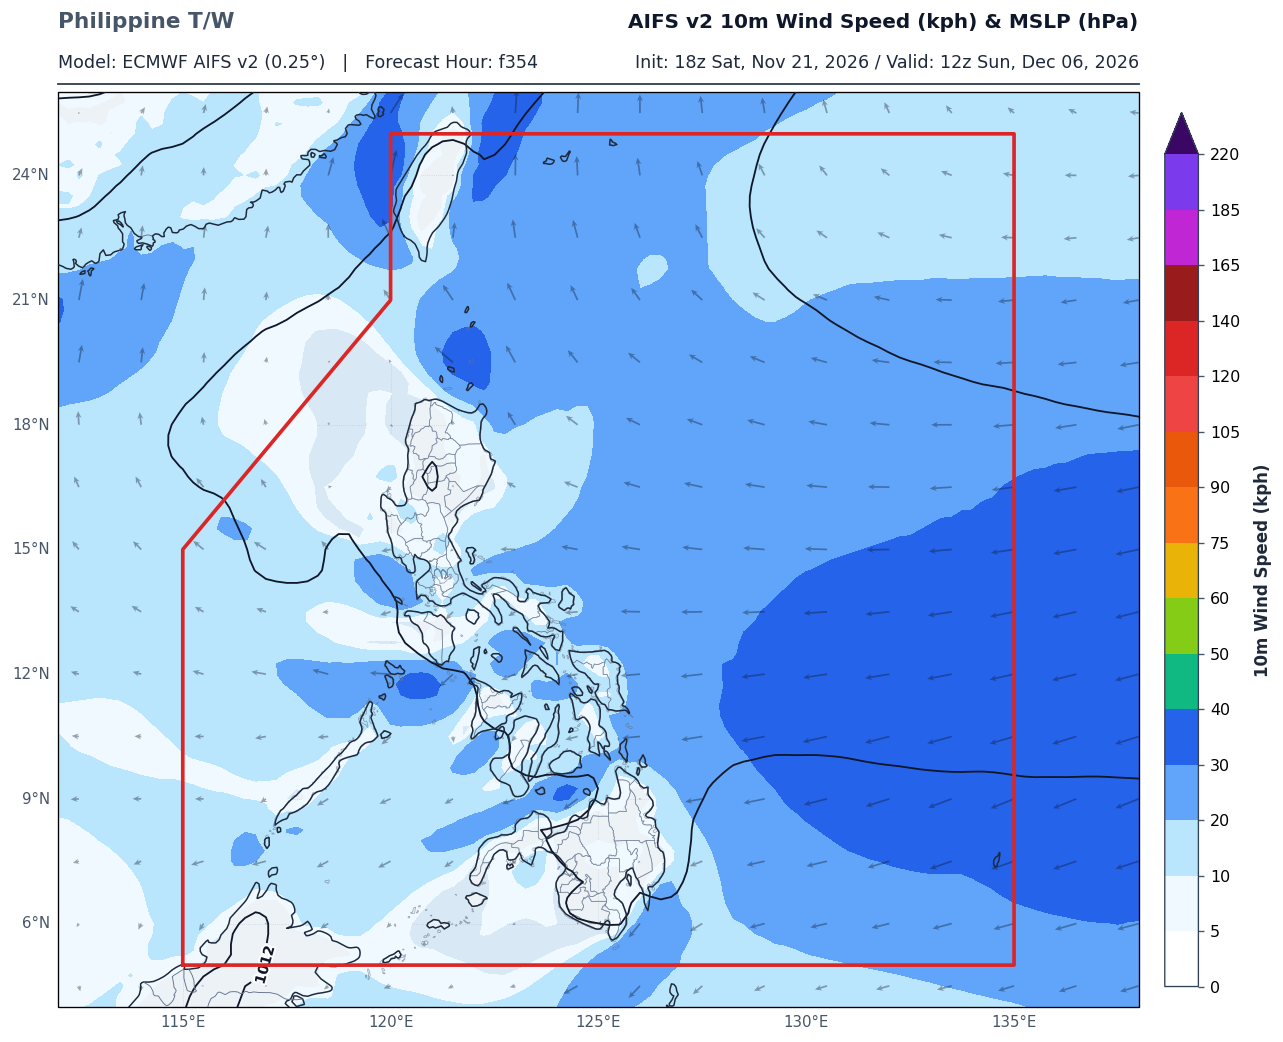 Philippine T/W
AIFS v2 10m Wind Speed (kph) & MSLP (hPa)
Model: ECMWF AIFS v2 (0.25°) | Forecast Hour: f354
Init: 18z Sat, Nov 21, 2026 / Valid: 12z Sun, Dec 06, 2026
24°N
21°N
18°N
15°N
12°N
9°N
6°N
115°E
120°E
125°E
130°E
135°E
1012
220
185
165
140
120
105
90
75
60
50
40
30
20
10
5
0
10m Wind Speed (kph)